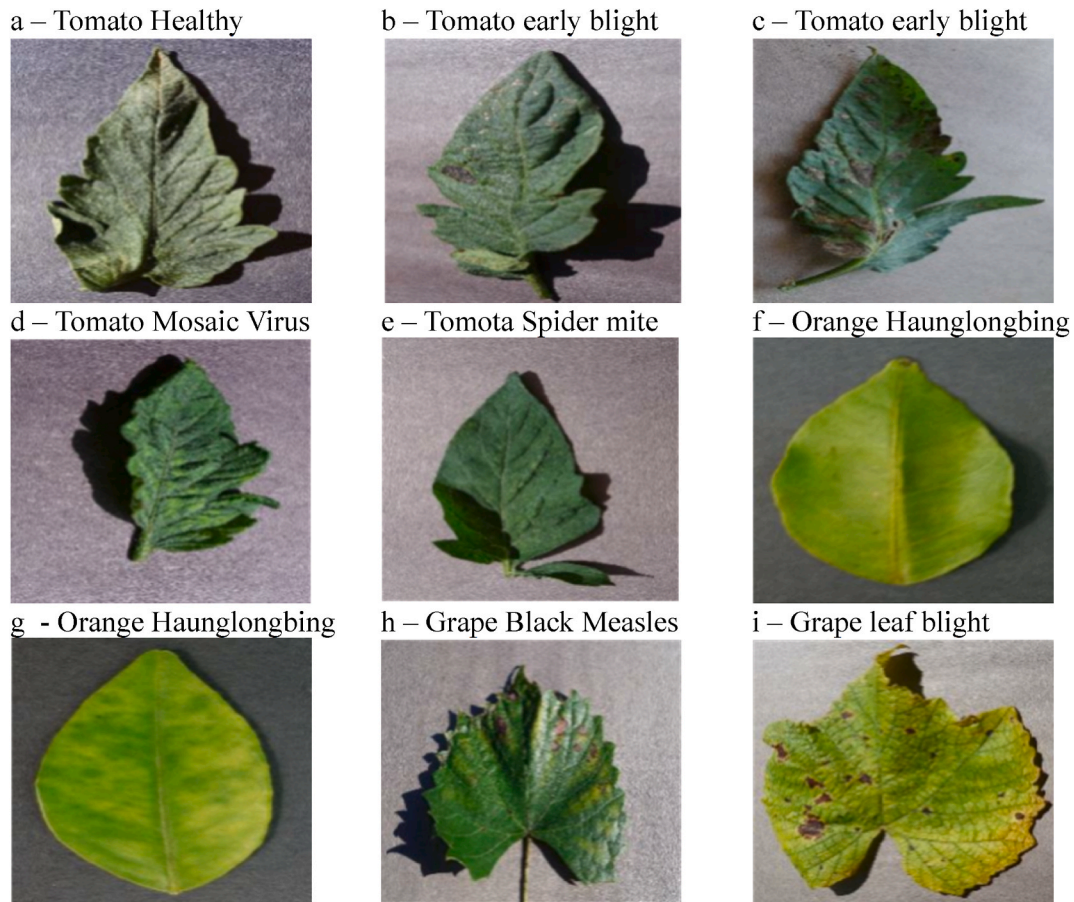 a – Tomato Healthy
b – Tomato early blight
c – Tomato early blight
d – Tomato Mosaic Virus
e – Tomota Spider mite
f – Orange Haunglongbing
g - Orange Haunglongbing
h – Grape Black Measles
i – Grape leaf blight